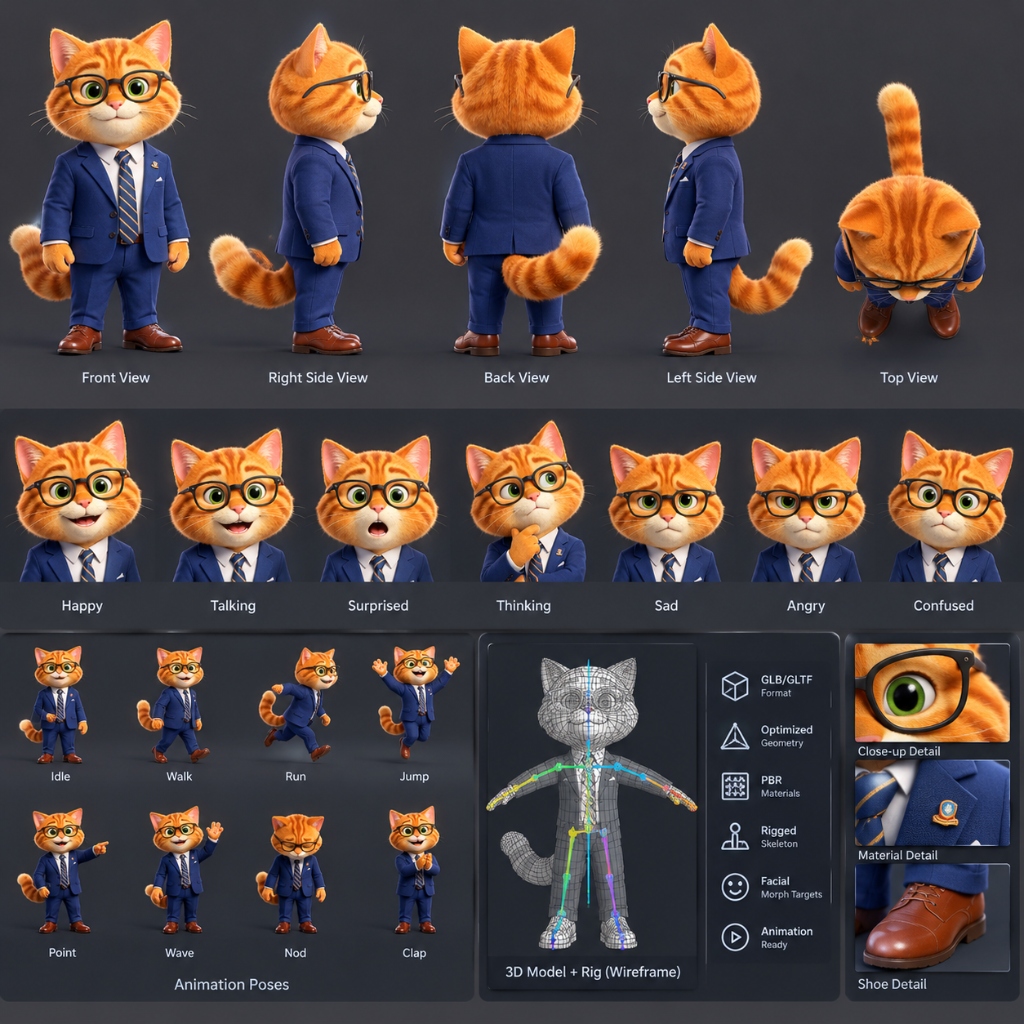 Front View
Right Side View
Back View
Left Side View
Top View
Happy
Talking
Surprised
Thinking
Sad
Angry
Confused
Idle
Walk
Run
Jump
Point
Wave
Nod
Clap
Animation Poses
3D Model + Rig (Wireframe)
GLB/GLTF
Format
Optimized
Geometry
PBR
Materials
Rigged
Skeleton
Facial
Morph Targets
Animation
Ready
Close-up Detail
Material Detail
Shoe Detail